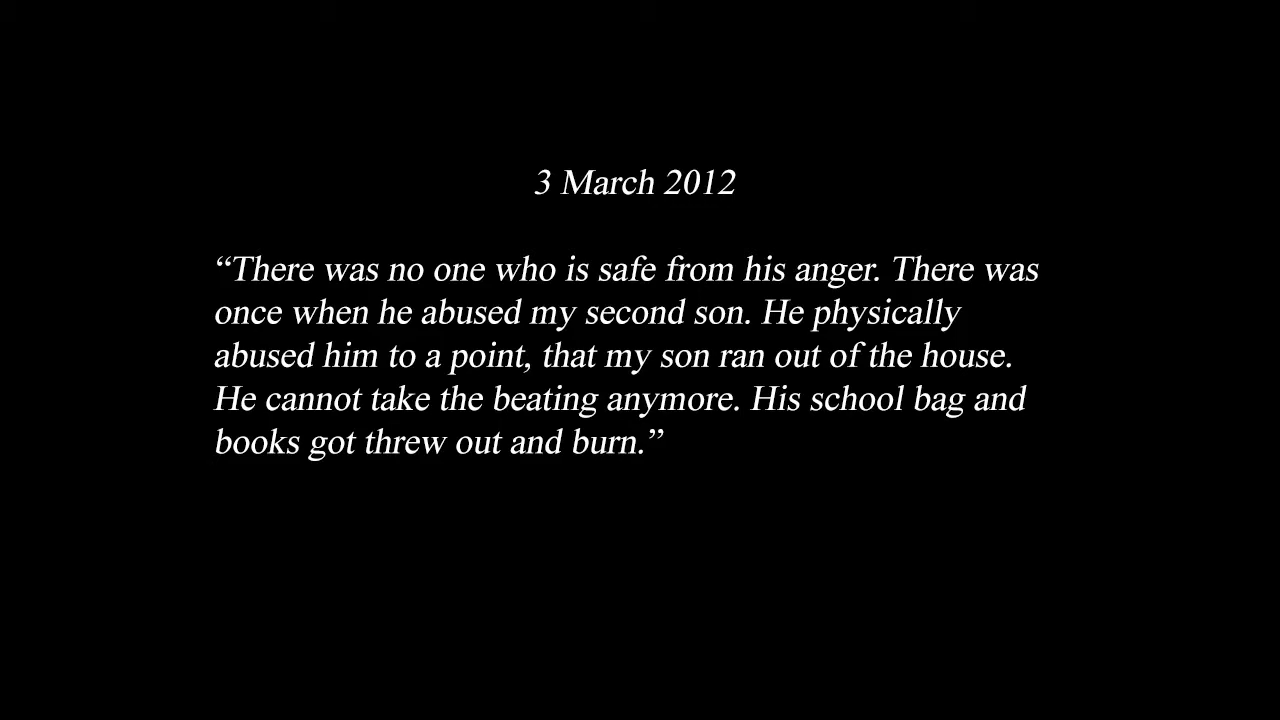 3 March 2012
“There was no one who is safe from his anger. There was
once when he abused my second son. He physically
abused him to a point, that my son ran out of the house.
He cannot take the beating anymore. His school bag and
books got threw out and burn.”